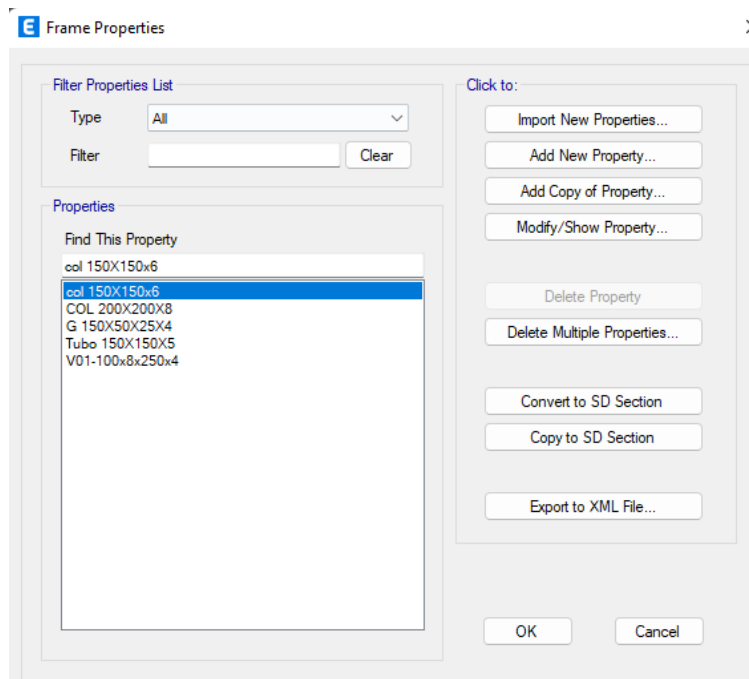 E Frame Properties
Filter Properties List
Type All
Filter Clear
Properties
Find This Property
col 150X150x6
col 150X150x6
COL 200X200X8
G 150X50X25X4
Tubo 150X150X5
V01-100x8x250x4
Click to:
Import New Properties...
Add New Property...
Add Copy of Property...
Modify/Show Property...
Delete Property
Delete Multiple Properties...
Convert to SD Section
Copy to SD Section
Export to XML File...
OK Cancel